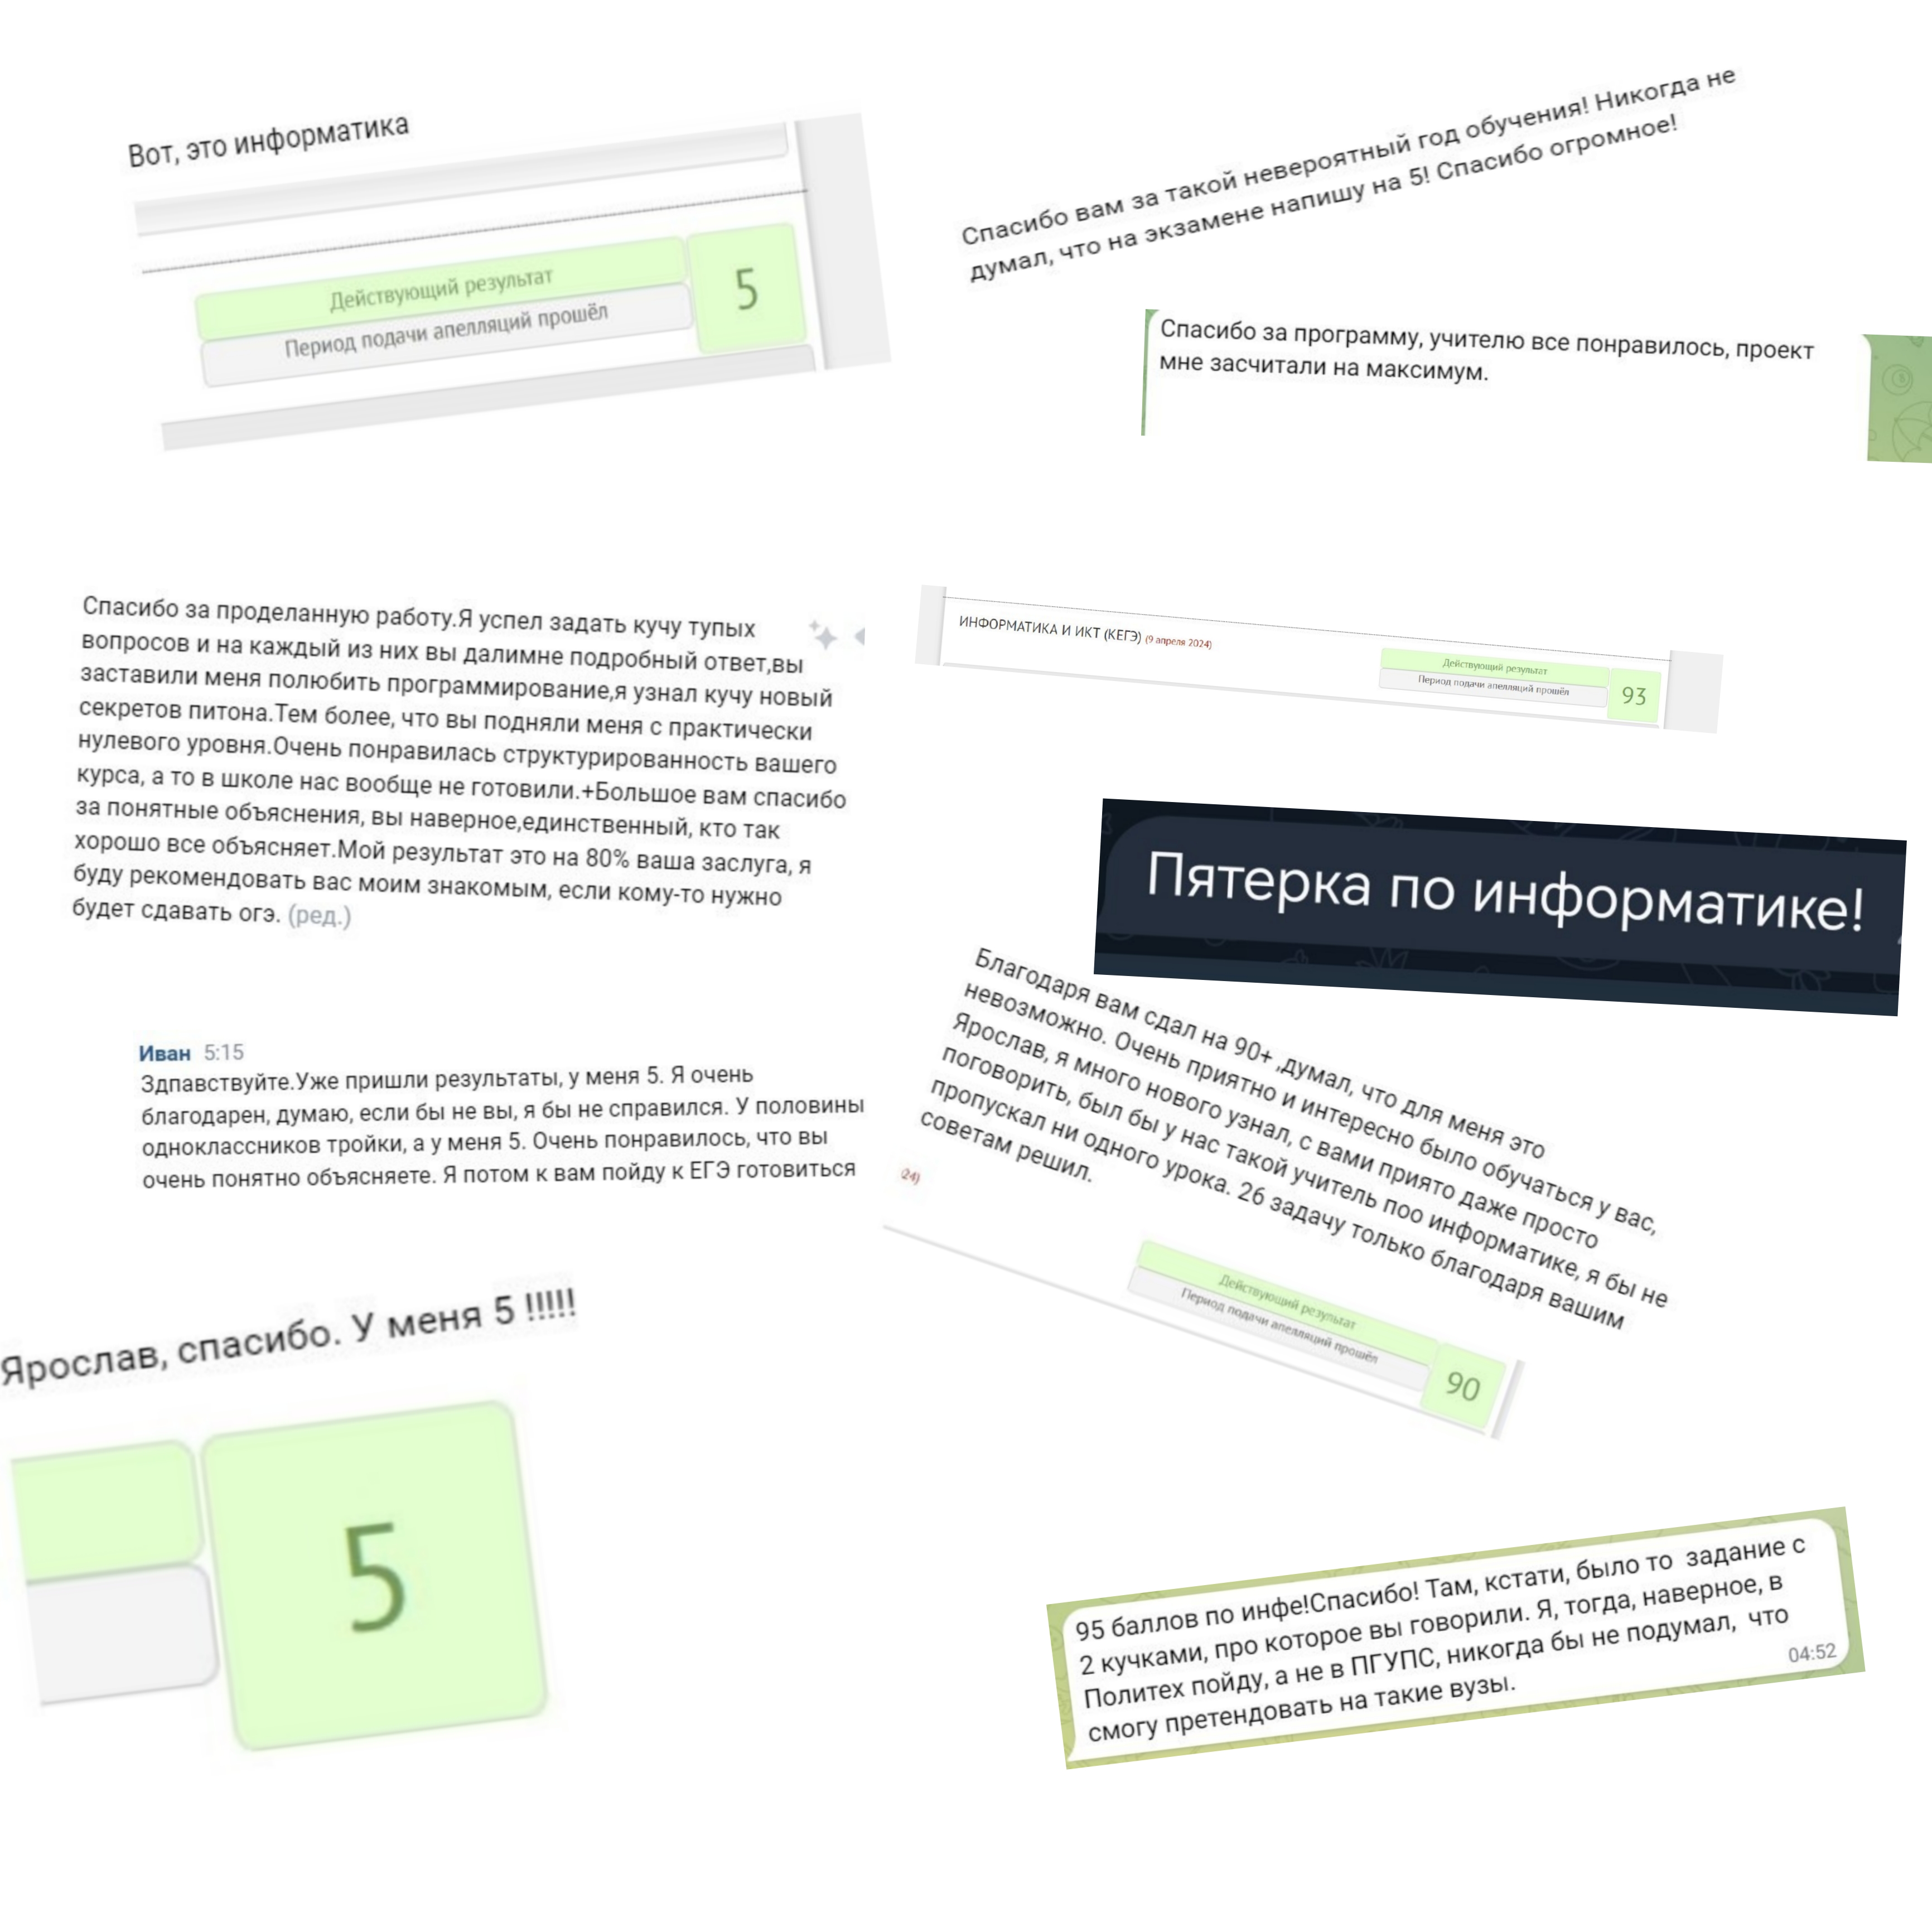 Вот, это информатика
Действующий результат
Период подачи апелляций прошёл
5
Спасибо вам за такой невероятный год обучения! Никогда не
думал, что на экзамене напишу на 5! Спасибо огромное!
Спасибо за программу, учителю все понравилось, проект
мне засчитали на максимум.
Спасибо за проделанную работу.Я успел задать кучу тупых
вопросов и на каждый из них вы далимне подробный ответ,вы
заставили меня полюбить программирование,я узнал кучу новый
секретов питона.Тем более, что вы подняли меня с практически
нулевого уровня.Очень понравилась структурированность вашего
курса, а то в школе нас вообще не готовили.+Большое вам спасибо
за понятные объяснения, вы наверное,единственный, кто так
хорошо все объясняет.Мой результат это на 80% ваша заслуга, я
буду рекомендовать вас моим знакомым, если кому-то нужно
будет сдавать огэ. (ред.)
ИНФОРМАТИКА И ИКТ (КЕГЭ) (9 апреля 2024)
Действующий результат
Период подачи апелляций прошёл
93
Пятерка по информатике!
Иван 5:15
Здпавствуйте.Уже пришли результаты, у меня 5. Я очень
благодарен, думаю, если бы не вы, я бы не справился. У половины
одноклассников тройки, а у меня 5. Очень понравилось, что вы
очень понятно объясняете. Я потом к вам пойду к ЕГЭ готовиться
Благодаря вам сдал на 90+ ,думал, что для меня это
невозможно. Очень приятно и интересно было обучаться у вас,
Ярослав, я много нового узнал, с вами приято даже просто
поговорить, был бы у нас такой учитель поо информатике, я бы не
пропускал ни одного урока. 26 задачу только благодаря вашим
советам решил.
24)
Действующий результат
Период подачи апелляций прошёл
90
Ярослав, спасибо. У меня 5 !!!!!
5
95 баллов по инфе!Спасибо! Там, кстати, было то  задание с
2 кучками, про которое вы говорили. Я, тогда, наверное, в
Политех пойду, а не в ПГУПС, никогда бы не подумал,  что
смогу претендовать на такие вузы.
04:52